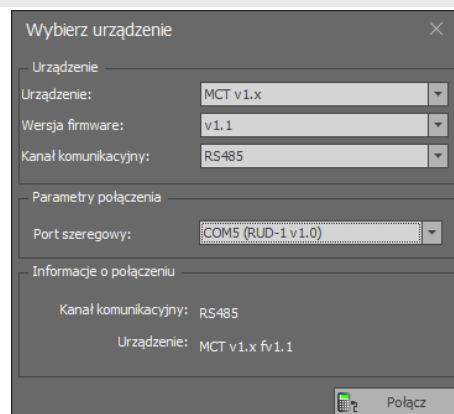 Wybierz urządzenie
Urządzenie
Urządzenie: MCT v1.x
Wersja firmware: v1.1
Kanał komunikacyjny: RS485
Parametry połączenia
Port szeregowy: COM5 (RUD-1 v1.0)
Informacje o połączeniu
Kanał komunikacyjny: RS485
Urządzenie: MCT v1.x fv1.1
Połącz